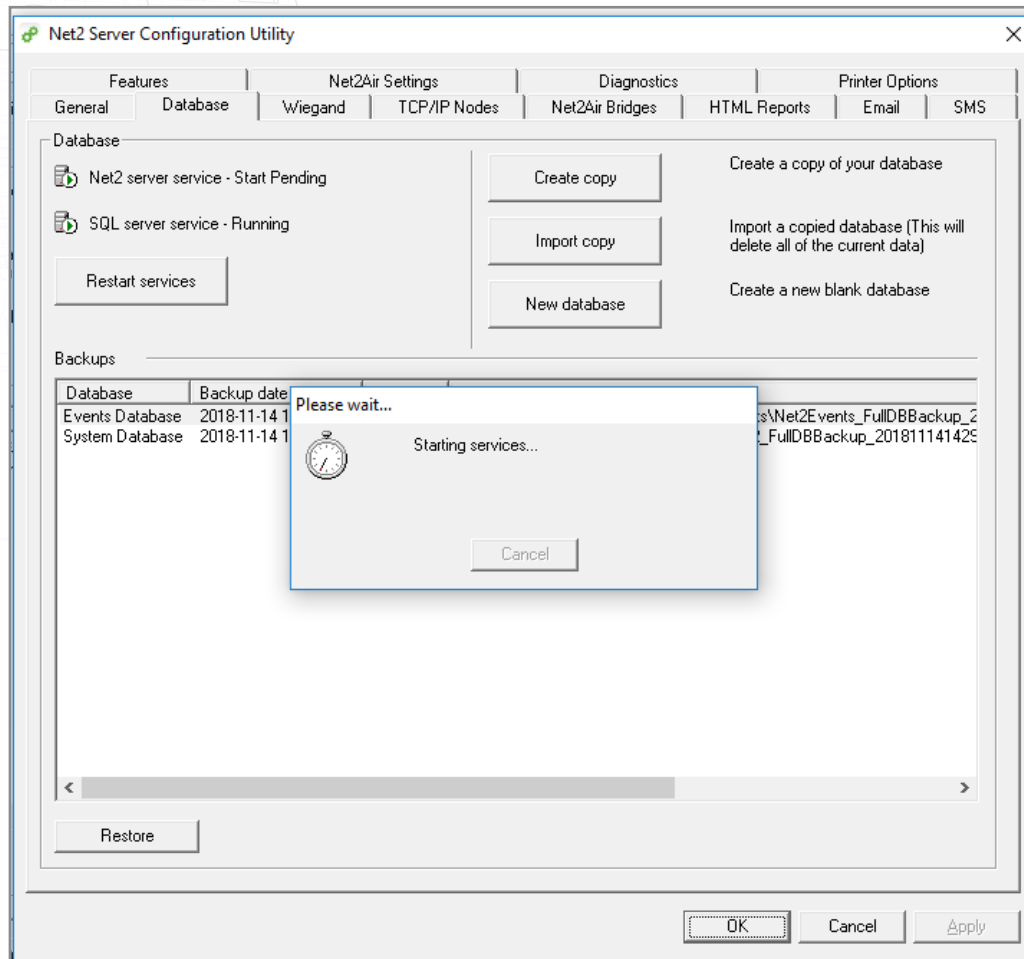 Net2 Server Configuration Utility
Features Net2Air Settings Diagnostics Printer Options
General Database Wiegand TCP/IP Nodes Net2Air Bridges HTML Reports Email SMS
Database
Net2 server service - Start Pending
SQL server service - Running
Restart services
Create copy
Create a copy of your database
Import copy
Import a copied database (This will
delete all of the current data)
New database
Create a new blank database
Backups
Database Backup date
Events Database 2018-11-14 1 s\Net2Events_FullDBBackup_2
System Database 2018-11-14 1 _FullDBBackup_201811141429
Please wait...
Starting services...
Cancel
Restore
OK Cancel Apply